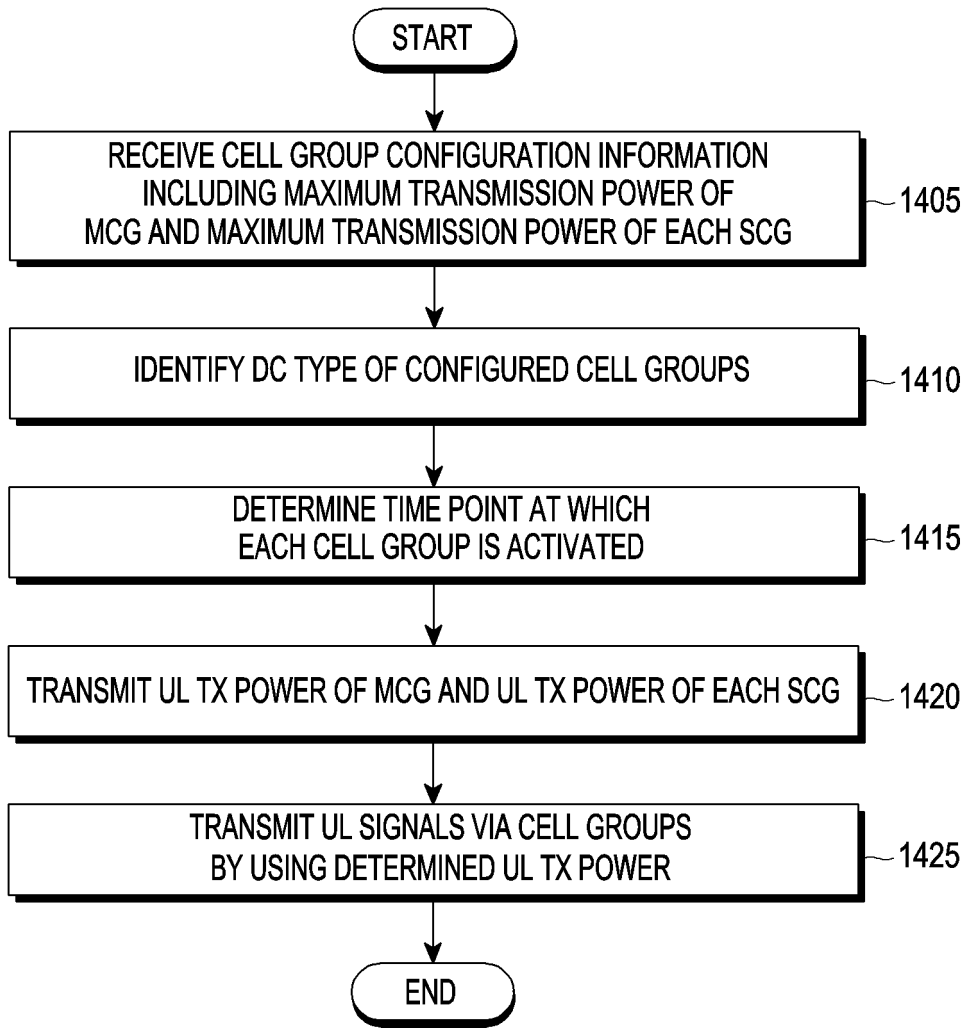 START
RECEIVE CELL GROUP CONFIGURATION INFORMATION
INCLUDING MAXIMUM TRANSMISSION POWER OF
MCG AND MAXIMUM TRANSMISSION POWER OF EACH SCG
1405
IDENTIFY DC TYPE OF CONFIGURED CELL GROUPS
1410
DETERMINE TIME POINT AT WHICH
EACH CELL GROUP IS ACTIVATED
1415
TRANSMIT UL TX POWER OF MCG AND UL TX POWER OF EACH SCG
1420
TRANSMIT UL SIGNALS VIA CELL GROUPS
BY USING DETERMINED UL TX POWER
1425
END